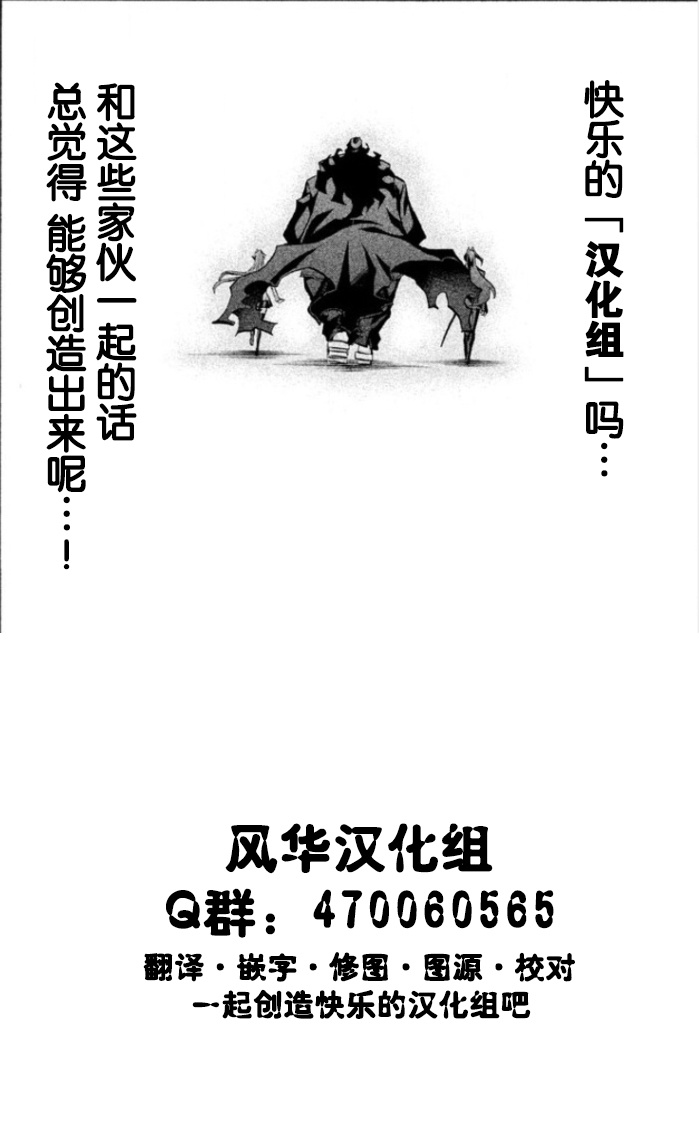 快乐的「汉化组」吗…
和这些家伙一起的话
总觉得 能够创造出来呢…！
风华汉化组
Q群：470060565
翻译·嵌字·修图·图源·校对
一起创造快乐的汉化组吧